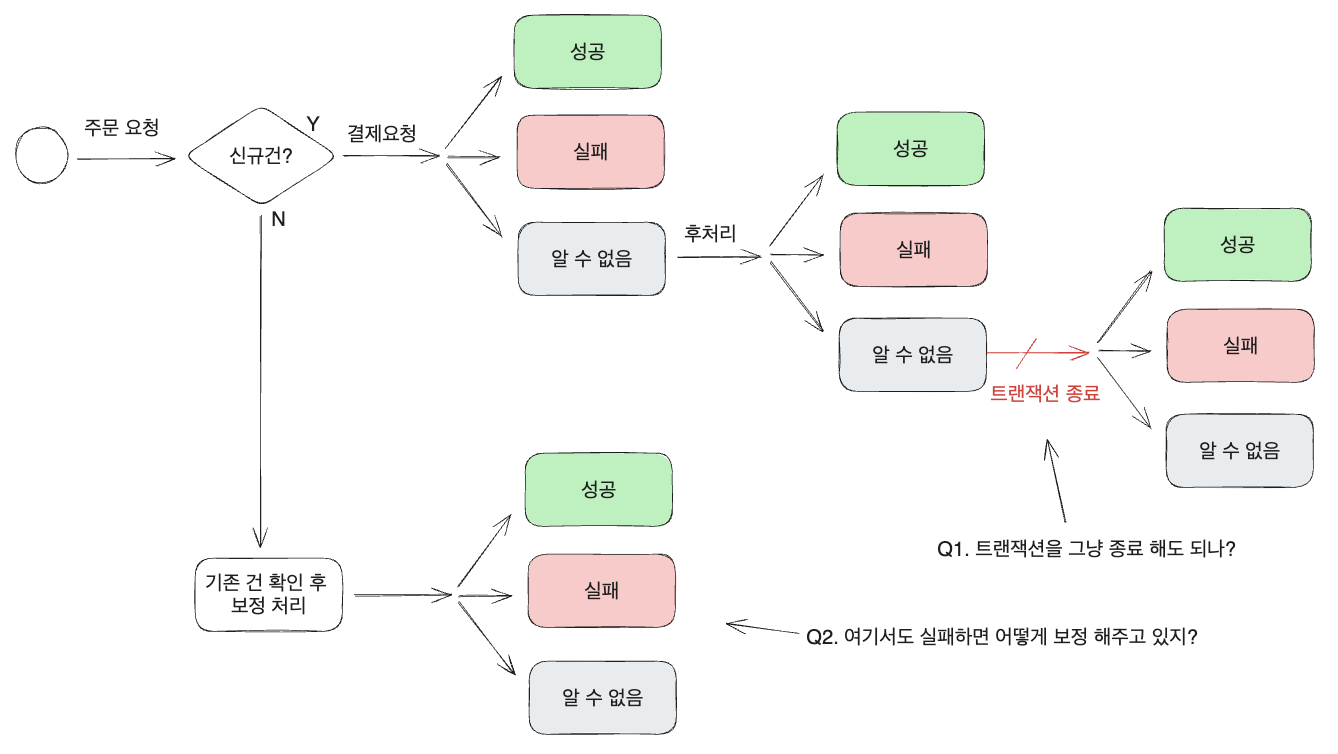 성공
주문 요청
신규건?
Y
결제요청
실패
N
알 수 없음
후처리
성공
실패
알 수 없음
트랜잭션 종료
성공
실패
알 수 없음
Q1. 트랜잭션을 그냥 종료 해도 되나?
기존 건 확인 후
보정 처리
성공
실패
알 수 없음
Q2. 여기서도 실패하면 어떻게 보정 해주고 있지?